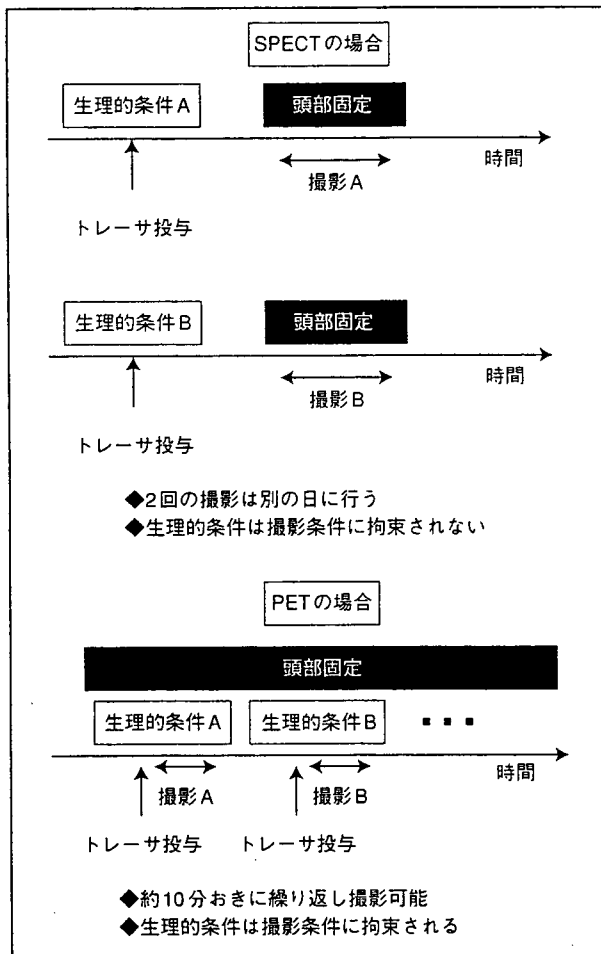 SPECTの場合
生理的条件A 頭部固定
時間
撮影A
トレーサ投与
生理的条件B 頭部固定
時間
撮影B
トレーサ投与
◆2回の撮影は別の日に行う
◆生理的条件は撮影条件に拘束されない
PETの場合
頭部固定
生理的条件A 生理的条件B ▪▪▪
時間
撮影A 撮影B
トレーサ投与 トレーサ投与
◆約10分おきに繰り返し撮影可能
◆生理的条件は撮影条件に拘束される